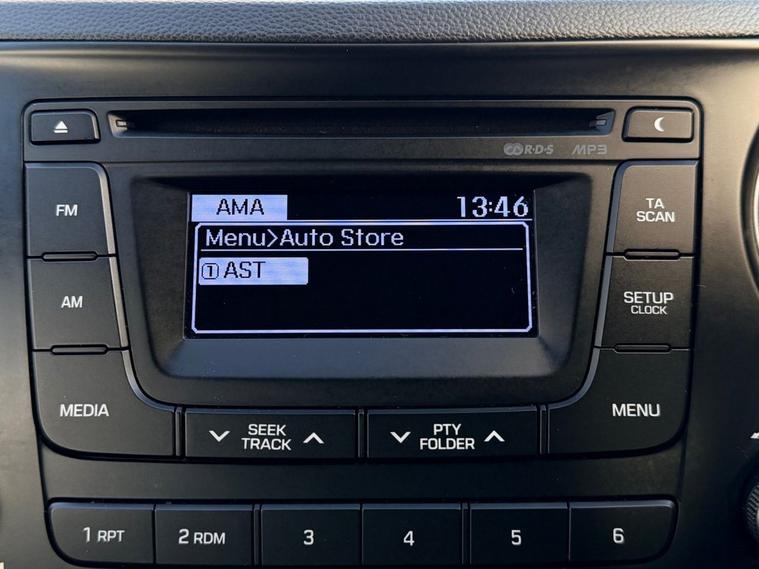 R·D·S MP3
FM
AM
MEDIA
AMA 13:46
Menu>Auto Store
1 AST
TA
SCAN
SETUP
CLOCK
MENU
SEEK
TRACK
PTY
FOLDER
1 RPT
2 RDM
3
4
5
6